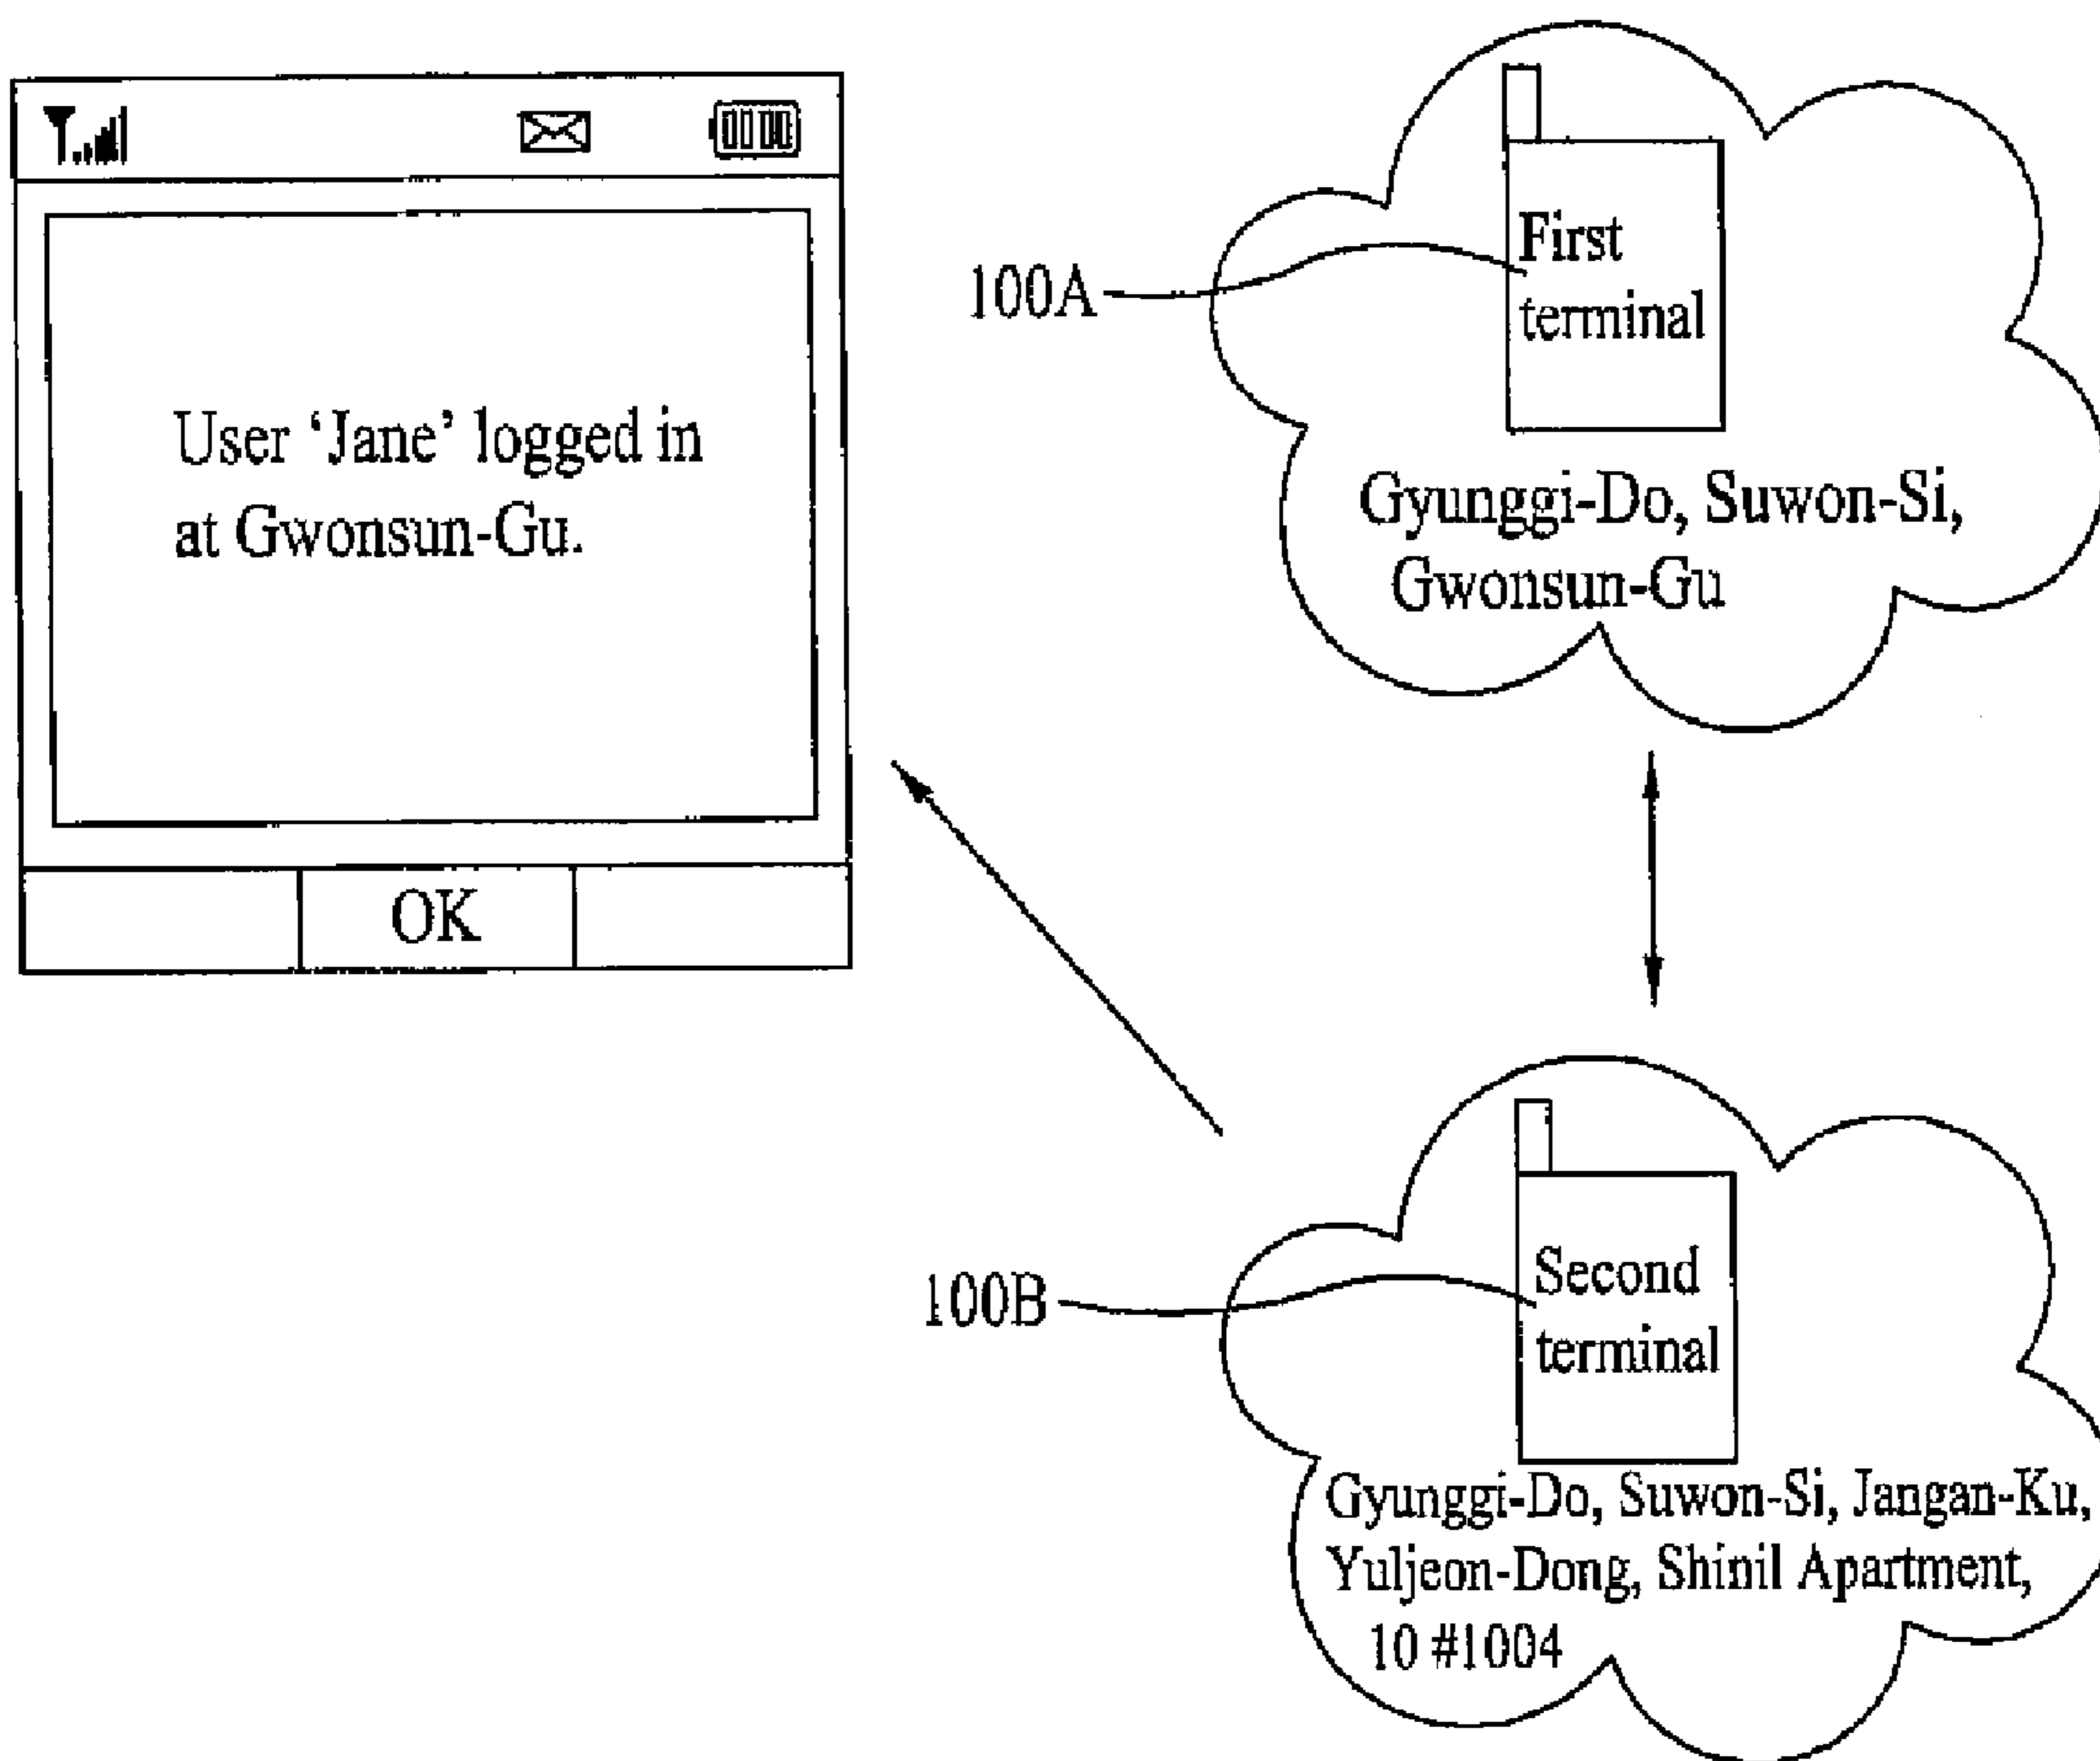 User ‘Jane’ logged in
at Gwonsun-Gu.
OK
100A
First
terminal
Gyunggi-Do, Suwon-Si,
Gwonsun-Gu
100B
Second
terminal
Gyunggi-Do, Suwon-Si, Jangan-Ku,
Yuljeon-Dong, Shinil Apartment,
10 #1004